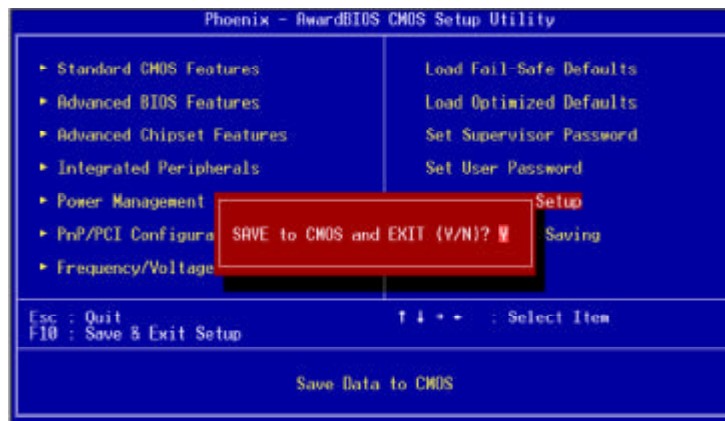 Phoenix - AwardBIOS CMOS Setup Utility
► Standard CMOS Features
► Advanced BIOS Features
► Advanced Chipset Features
► Integrated Peripherals
► Power Management
► PnP/PCI Configura
► Frequency/Voltage
Load Fail-Safe Defaults
Load Optimized Defaults
Set Supervisor Password
Set User Password
Setup
Saving
SAVE to CMOS and EXIT (Y/N)? Y
Esc : Quit
F10 : Save & Exit Setup
↑ ↓ → ← : Select Item
Save Data to CMOS